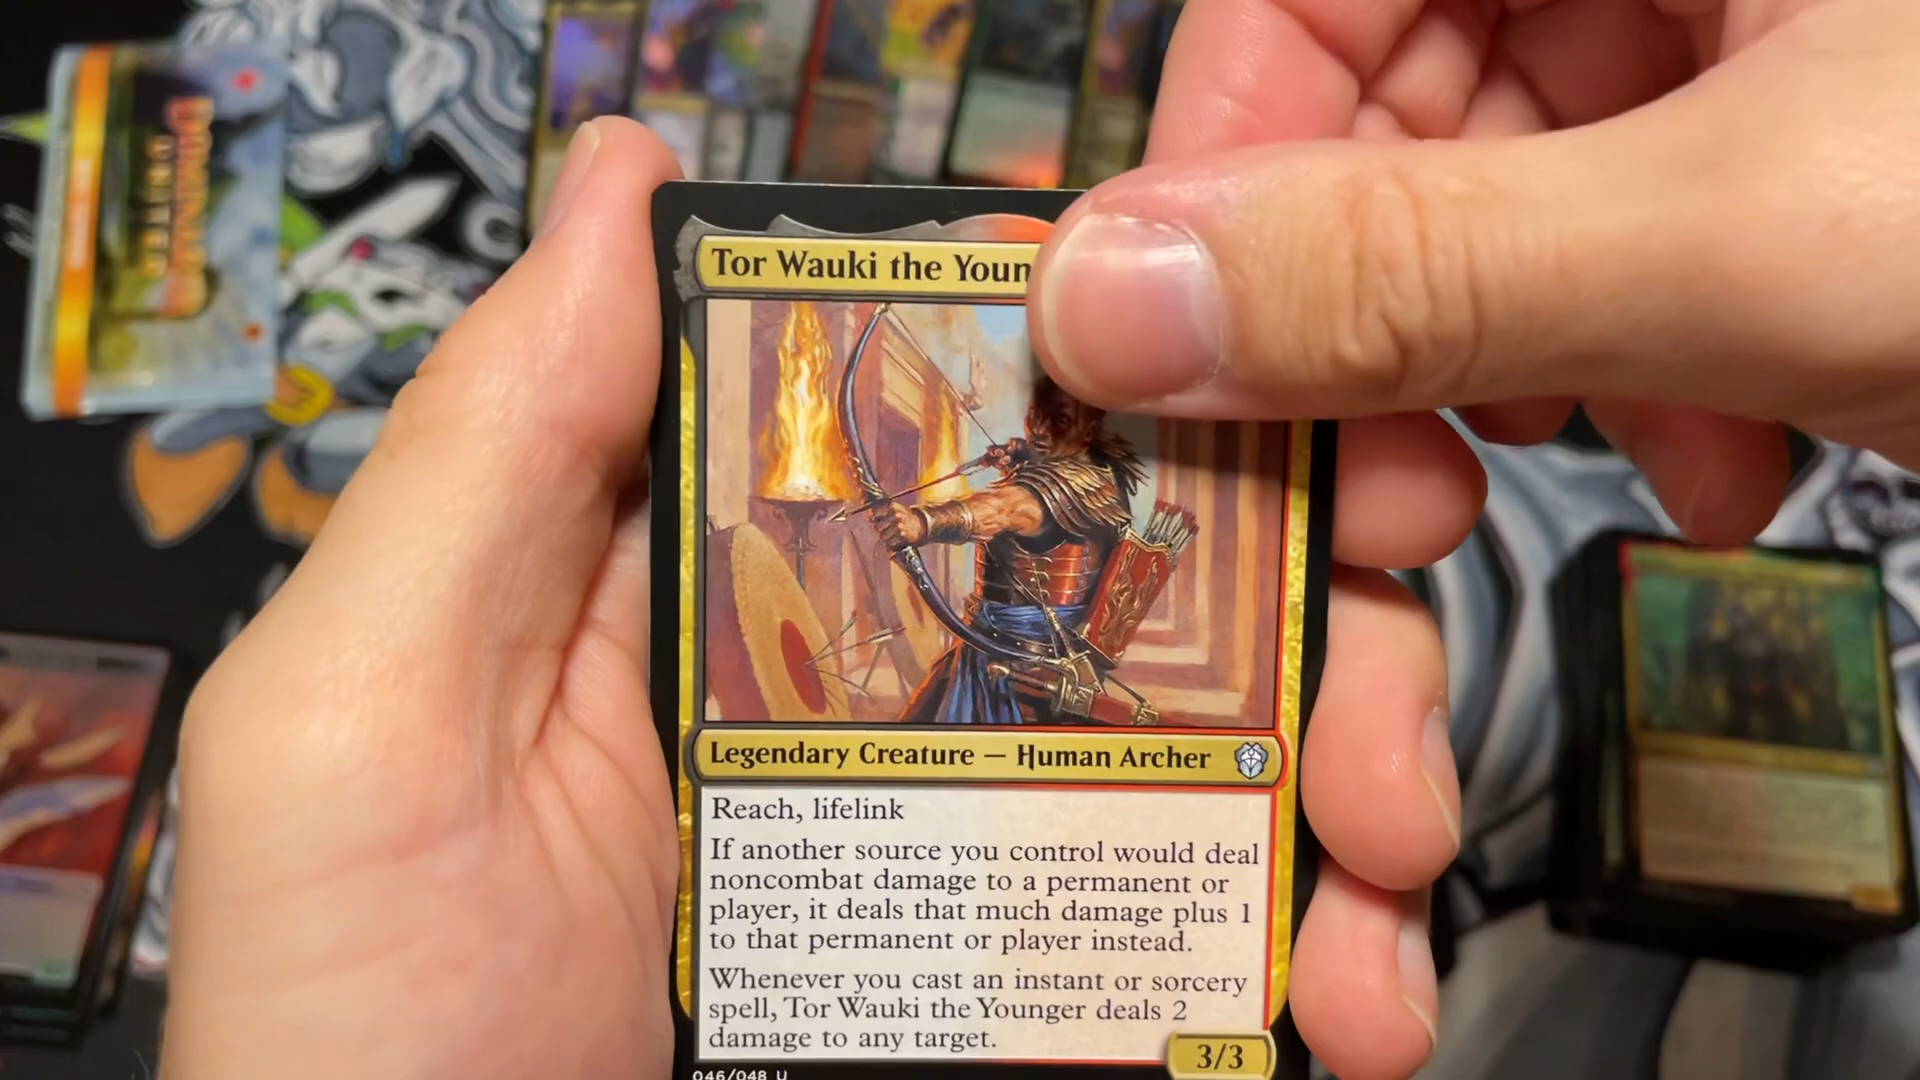 Tor Wauki the Youn
Legendary Creature — Human Archer
Reach, lifelink
If another source you control would deal
noncombat damage to a permanent or
player, it deals that much damage plus 1
to that permanent or player instead.
Whenever you cast an instant or sorcery
spell, Tor Wauki the Younger deals 2
damage to any target.
3/3
046/048 U
DOMINARIA
UNITED